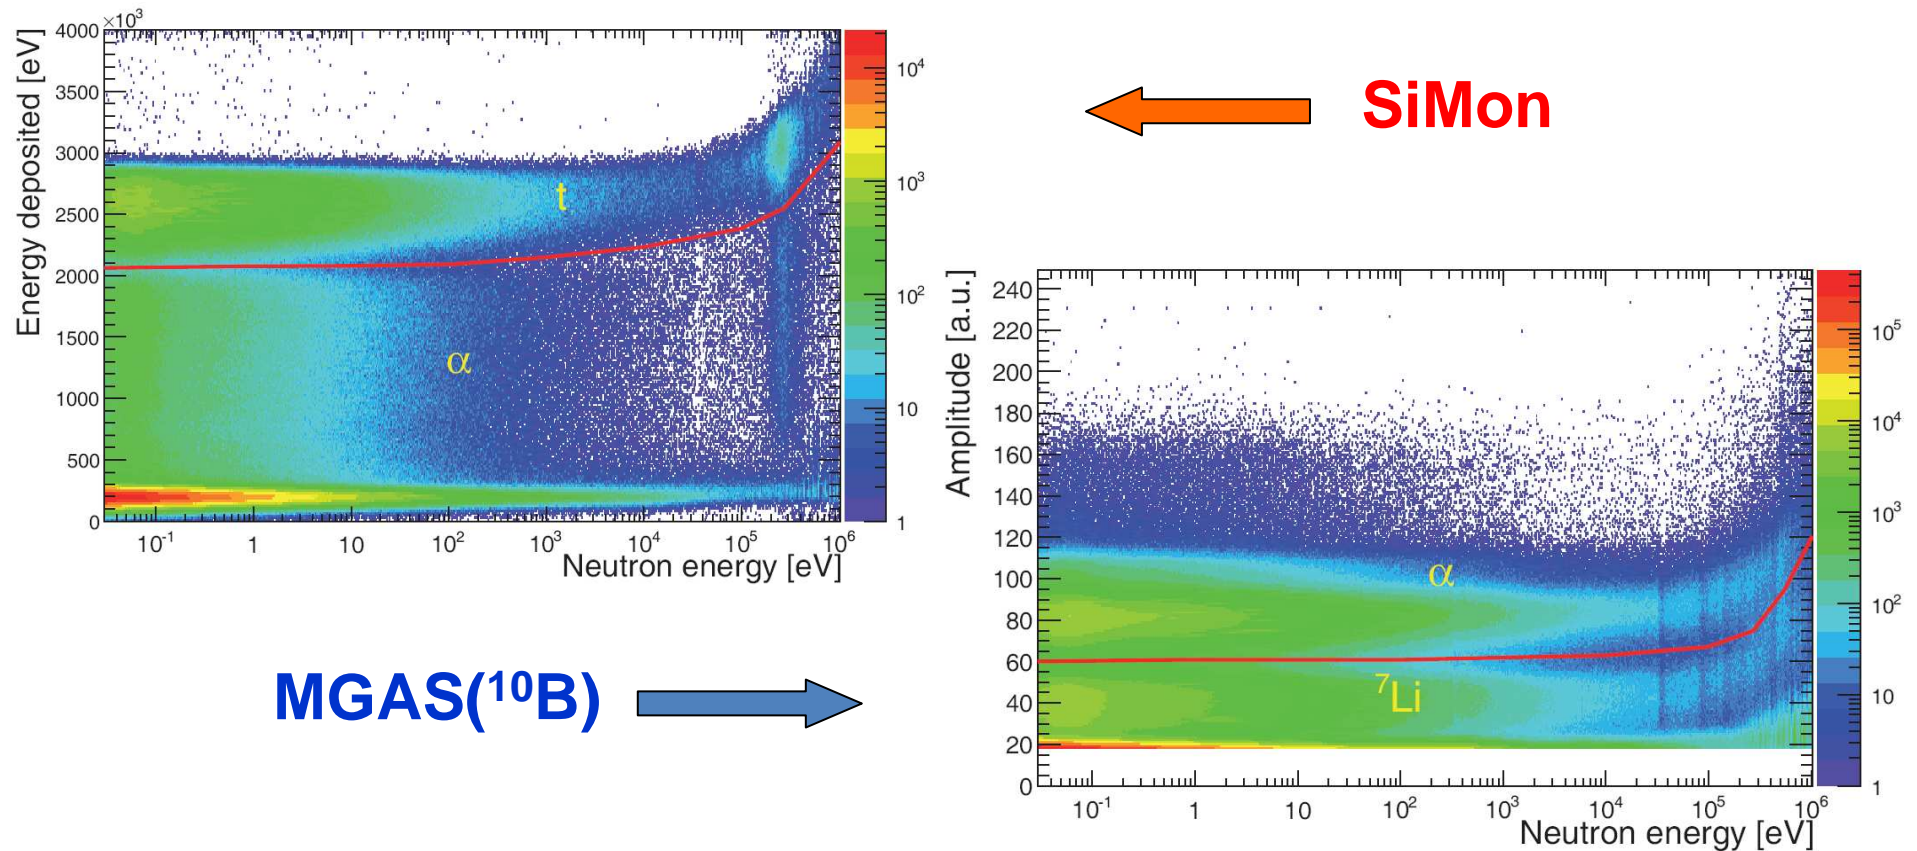 ×10³
Energy deposited [eV]
4000
3500
3000
2500
2000
1500
1000
500
0
t
α
10⁻¹ 1 10 10² 10³ 10⁴ 10⁵ 10⁶
Neutron energy [eV]
10⁴
10³
10²
10
1
SiMon
MGAS(¹⁰B)
Amplitude [a.u.]
240
220
200
180
160
140
120
100
80
60
40
20
0
α
⁷Li
10⁻¹ 1 10 10² 10³ 10⁴ 10⁵ 10⁶
Neutron energy [eV]
10⁵
10⁴
10³
10²
10
1